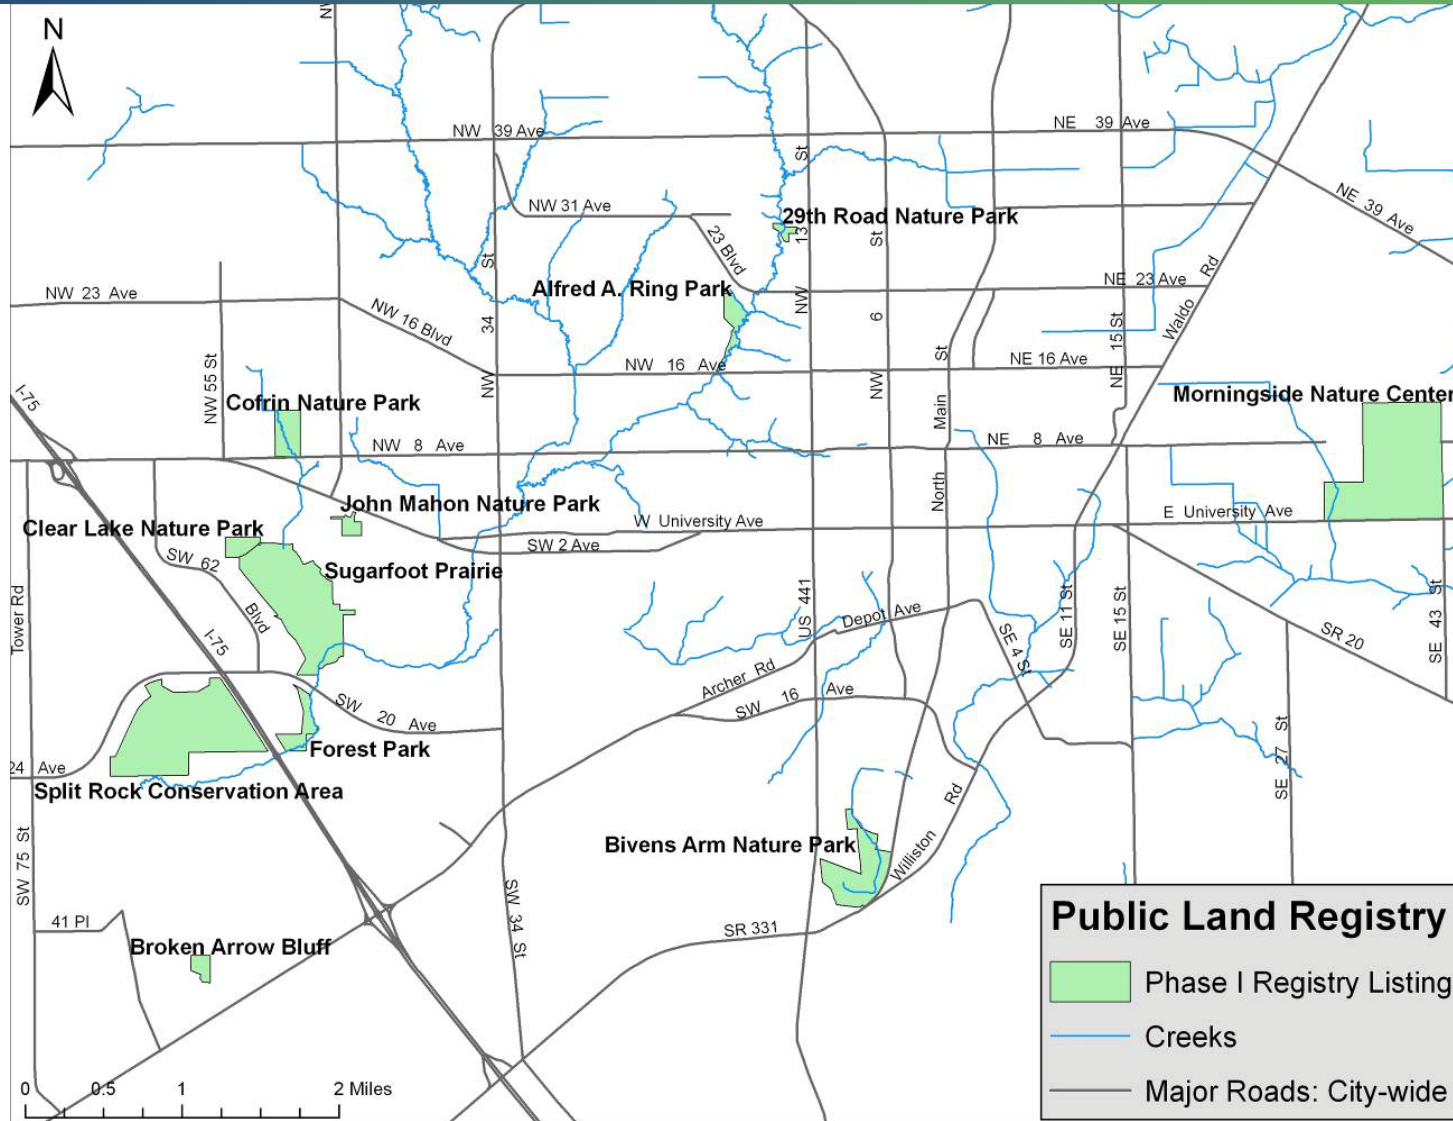 N
NW 39 Ave
NE 39 Ave
NE 39 Ave
NW 31 Ave
23 Blvd
29th Road Nature Park
St
13
NW
St
6
NW
Alfred A. Ring Park
NW 23 Ave
NW 16 Blvd
St
34
NW
NE 23 Ave
Rd
Waldo
NE 15 St
NW 16 Ave
NE 16 Ave
St
Main
North
NW 55 St
I-75
Cofrin Nature Park
Morningside Nature Center
NW 8 Ave
NE 8 Ave
John Mahon Nature Park
Clear Lake Nature Park
W University Ave
E University Ave
SW 2 Ave
SW 62
Blvd
Sugarfoot Prairie
Tower Rd
I-75
US 441
Depot Ave
SE 4 St
SE 11 St
SE 15 St
SR 20
SE 43 St
Archer Rd
SW 16 Ave
SW 20 Ave
Forest Park
24 Ave
Split Rock Conservation Area
SE 27 St
Bivens Arm Nature Park
Williston
Rd
SW 75 St
SW 34 St
SR 331
41 Pl
Broken Arrow Bluff
0 0.5 1 2 Miles
Public Land Registry
Phase I Registry Listing
Creeks
Major Roads: City-wide